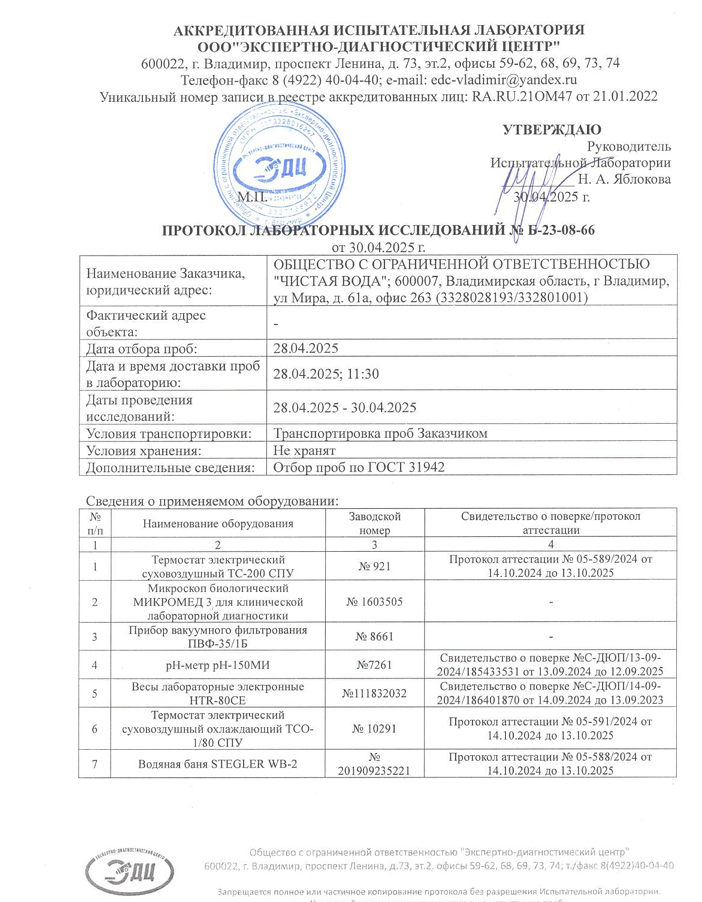 АККРЕДИТОВАННАЯ ИСПЫТАТЕЛЬНАЯ ЛАБОРАТОРИЯ
ООО"ЭКСПЕРТНО-ДИАГНОСТИЧЕСКИЙ ЦЕНТР"
600022, г. Владимир, проспект Ленина, д. 73, эт.2, офисы 59-62, 68, 69, 73, 74
Телефон-факс 8 (4922) 40-04-40; e-mail: edc-vladimir@yandex.ru
Уникальный номер записи в реестре аккредитованных лиц: RA.RU.21ОМ47 от 21.01.2022
УТВЕРЖДАЮ
Руководитель
Испытательной Лаборатории
Н. А. Яблокова
М.П.
30.04.2025 г.
ЭДЦ
ПРОТОКОЛ ЛАБОРАТОРНЫХ ИССЛЕДОВАНИЙ № Б-23-08-66
от 30.04.2025 г.
Наименование Заказчика,
юридический адрес:
ОБЩЕСТВО С ОГРАНИЧЕННОЙ ОТВЕТСТВЕННОСТЬЮ
"ЧИСТАЯ ВОДА"; 600007, Владимирская область, г Владимир,
ул Мира, д. 61а, офис 263 (3328028193/332801001)
Фактический адрес
объекта:
-
Дата отбора проб: 28.04.2025
Дата и время доставки проб
в лабораторию:
28.04.2025; 11:30
Даты проведения
исследований:
28.04.2025 - 30.04.2025
Условия транспортировки: Транспортировка проб Заказчиком
Условия хранения: Не хранят
Дополнительные сведения: Отбор проб по ГОСТ 31942
Сведения о применяемом оборудовании:
№
п/п
Наименование оборудования
Заводской
номер
Свидетельство о поверке/протокол
аттестации
1 2 3 4
1
Термостат электрический
суховоздушный ТС-200 СПУ
№ 921
Протокол аттестации № 05-589/2024 от
14.10.2024 до 13.10.2025
2
Микроскоп биологический
МИКРОМЕД 3 для клинической
лабораторной диагностики
№ 1603505
-
3
Прибор вакуумного фильтрования
ПВФ-35/1Б
№ 8661
-
4
pH-метр pH-150МИ
№7261
Свидетельство о поверке №С-ДЮП/13-09-
2024/185433531 от 13.09.2024 до 12.09.2025
5
Весы лабораторные электронные
HTR-80CE
№111832032
Свидетельство о поверке №С-ДЮП/14-09-
2024/186401870 от 14.09.2024 до 13.09.2023
6
Термостат электрический
суховоздушный охлаждающий ТСО-
1/80 СПУ
№ 10291
Протокол аттестации № 05-591/2024 от
14.10.2024 до 13.10.2025
7
Водяная баня STEGLER WB-2
№
201909235221
Протокол аттестации № 05-588/2024 от
14.10.2024 до 13.10.2025
ЭКСПЕРТНО-ДИАГНОСТИЧЕСКИЙ ЦЕНТР
ЭДЦ
Общество с ограниченной ответственностью "Экспертно-диагностический центр"
600022, г. Владимир, проспект Ленина, д.73, эт.2, офисы 59-62, 68, 69, 73, 74; т./факс 8(4922)40-04-40
Запрещается полное или частичное копирование протокола без разрешения Испытательной лаборатории.